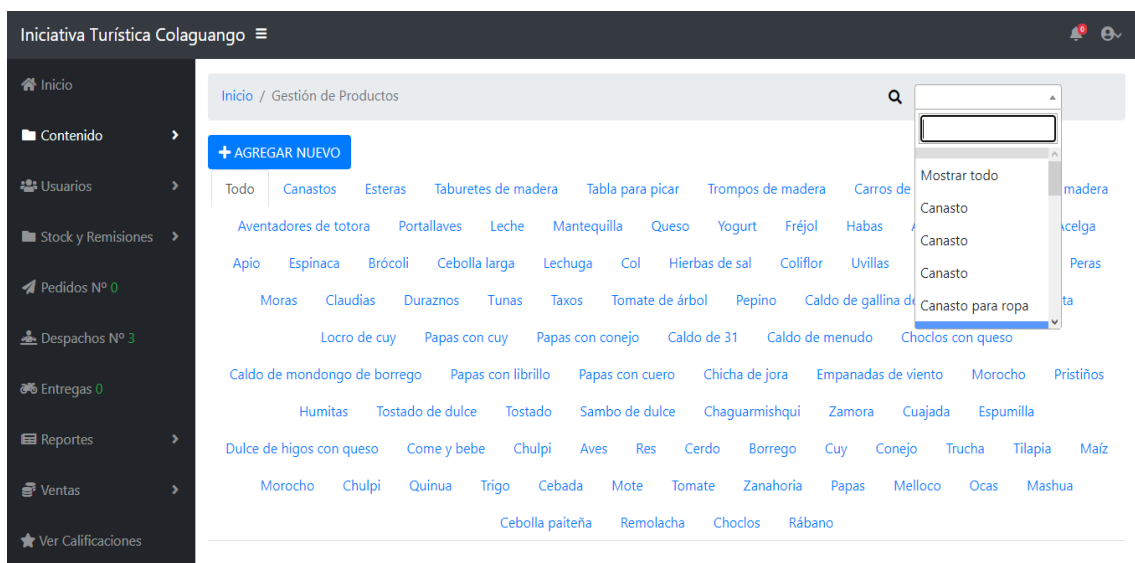 Iniciativa Turística Colaguango
0
Inicio
Contenido
Usuarios
Stock y Remisiones
Pedidos Nº 0
Despachos Nº 3
Entregas 0
Reportes
Ventas
Ver Calificaciones
Inicio / Gestión de Productos
+ AGREGAR NUEVO
Todo Canastos Esteras Taburetes de madera Tabla para picar Trompos de madera Carros de madera
Aventadores de totora Portallaves Leche Mantequilla Queso Yogurt Fréjol Habas
Apio Espinaca Brócoli Cebolla larga Lechuga Col Hierbas de sal Coliflor Uvillas Peras
Moras Claudias Duraznos Tunas Taxos Tomate de árbol Pepino Caldo de gallina
Locro de cuy Papas con cuy Papas con conejo Caldo de 31 Caldo de menudo Choclos con queso
Caldo de mondongo de borrego Papas con librillo Papas con cuero Chicha de jora Empanadas de viento Morocho Pristiños
Humitas Tostado de dulce Tostado Sambo de dulce Chaguarmishqui Zamora Cuajada Espumilla
Dulce de higos con queso Come y bebe Chulpi Aves Res Cerdo Borrego Cuy Conejo Trucha Tilapia Maíz
Morocho Chulpi Quinua Trigo Cebada Mote Tomate Zanahoria Papas Melloco Ocas Mashua
Cebolla paiteña Remolacha Choclos Rábano
Mostrar todo
Canasto
Canasto
Canasto
Canasto para ropa